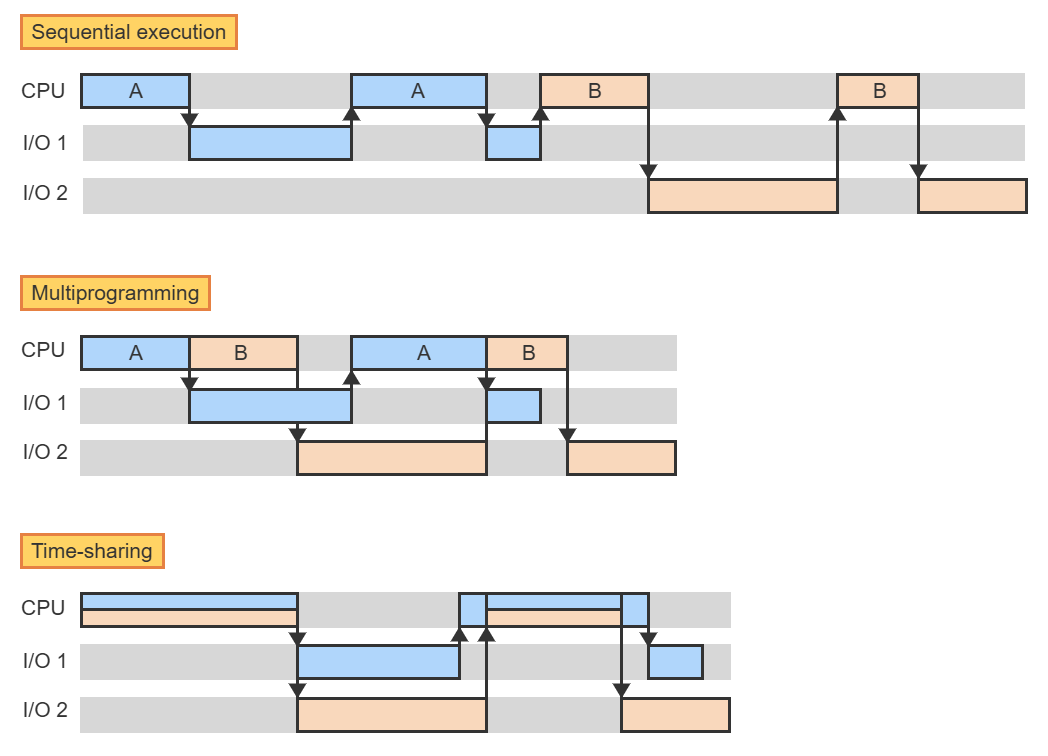 Sequential execution
CPU A A B B
I/O 1
I/O 2
Multiprogramming
CPU A B A B
I/O 1
I/O 2
Time-sharing
CPU
I/O 1
I/O 2